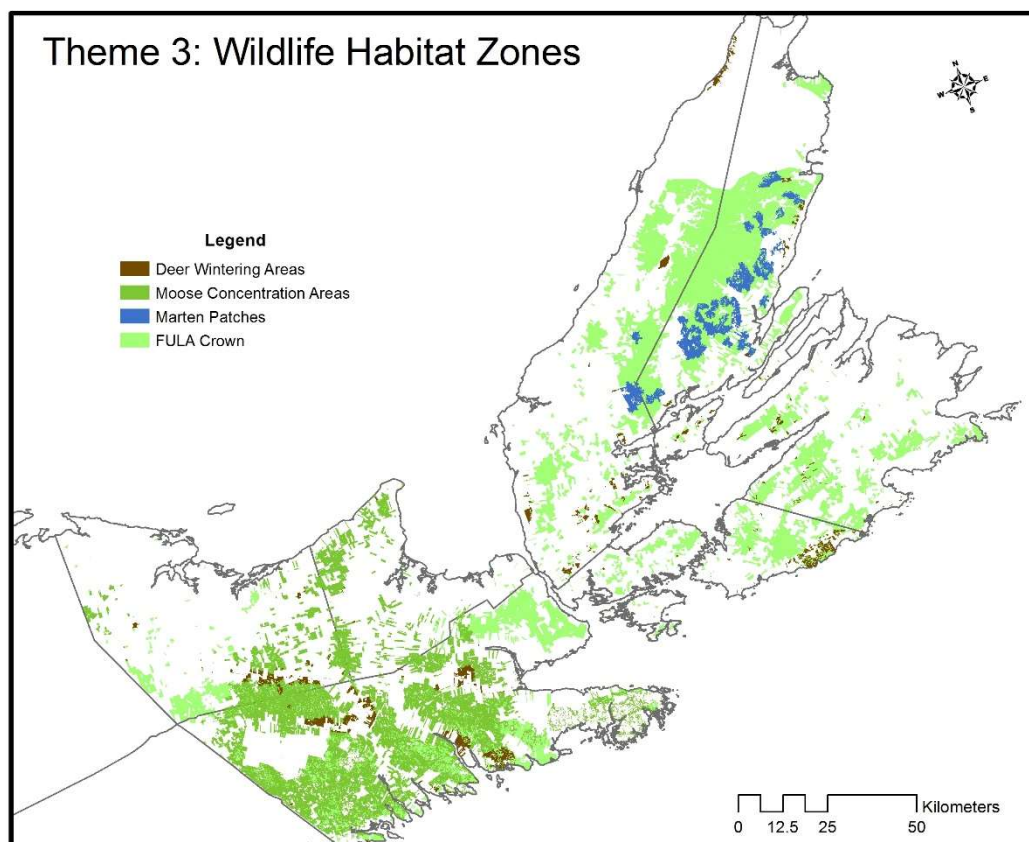 Theme 3: Wildlife Habitat Zones
N
W E
S
Legend
Deer Wintering Areas
Moose Concentration Areas
Marten Patches
FULA Crown
Kilometers
0 12.5 25 50